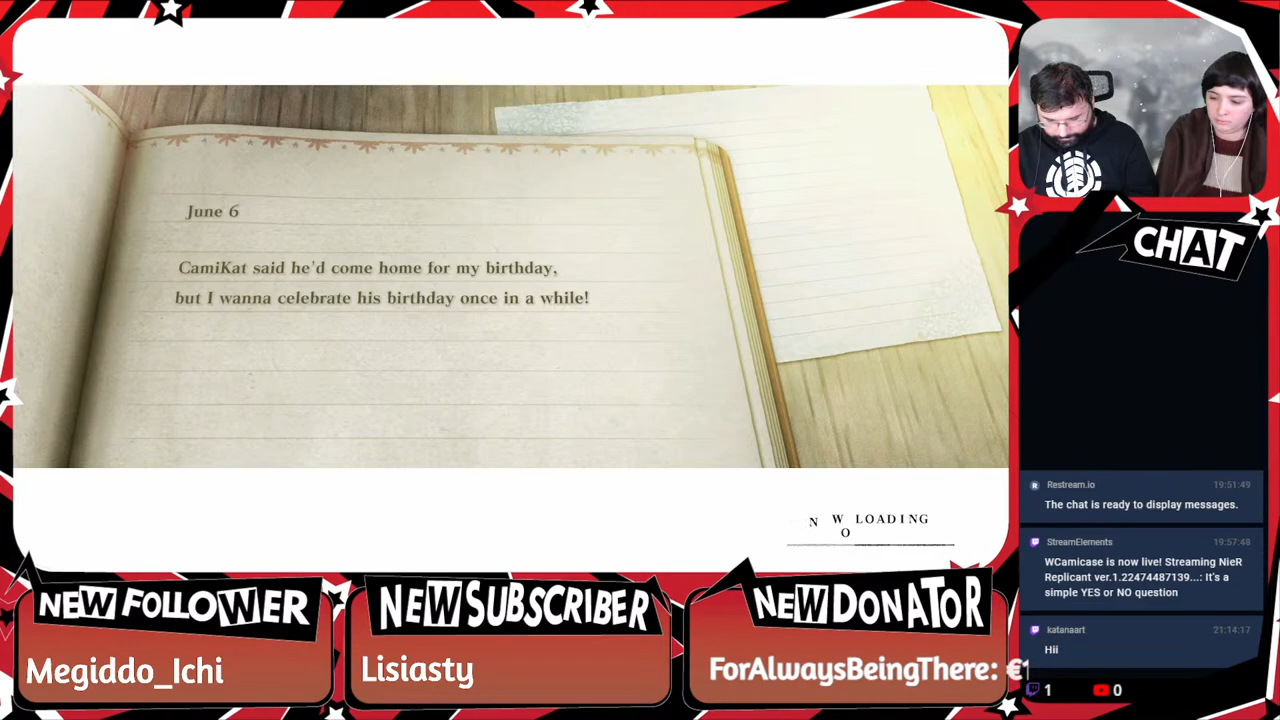 June 6
CamiKat said he'd come home for my birthday,
but I wanna celebrate his birthday once in a while!
NOW LOADING
CHAT
Restream.io 19:51:49
The chat is ready to display messages.
StreamElements 19:57:48
WCamicase is now live! Streaming NieR
Replicant ver.1.22474487139...: It's a
simple YES or NO question
katanaart 21:14:17
Hii
1 0
NEW FOLLOWER
Megiddo_Ichi
NEW SUBSCRIBER
Lisiasty
NEW DONATOR
ForAlwaysBeingThere: €1